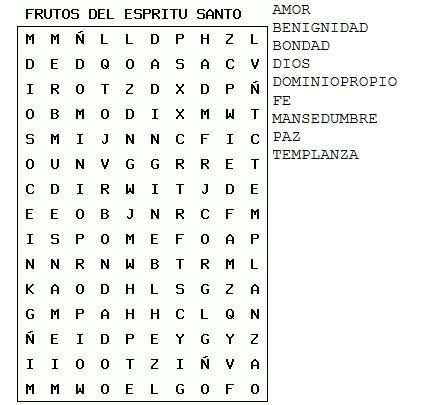 FRUTOS DEL ESPRITU SANTO
M M Ñ L L D P H Z L
D E D Q O A S A C V
I R O T Z D X D P Ñ
O B M O D I X M W T
S M I J N N C F I C
O U N V G G R R E T
C D I R W I T J D E
E E O B J N R C F M
I S P O M E F O A P
N N R N W B T R M L
K A O D H L S G Z A
G M P A H H C L Q N
Ñ E I D P E Y G Y Z
I I O O T Z I Ñ V A
M M W O E L G O F O
AMOR
BENIGNIDAD
BONDAD
DIOS
DOMINIOPROPIO
FE
MANSEDUMBRE
PAZ
TEMPLANZA